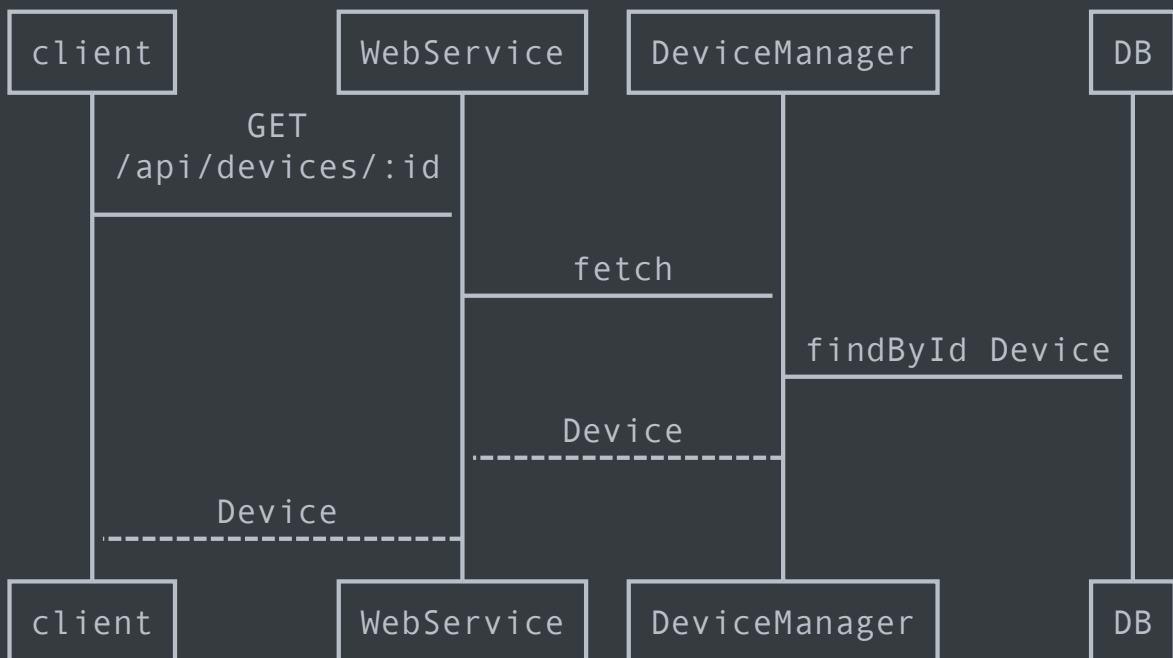 client
WebService
DeviceManager
DB
GET
/api/devices/:id
fetch
findById Device
Device
Device
client
WebService
DeviceManager
DB